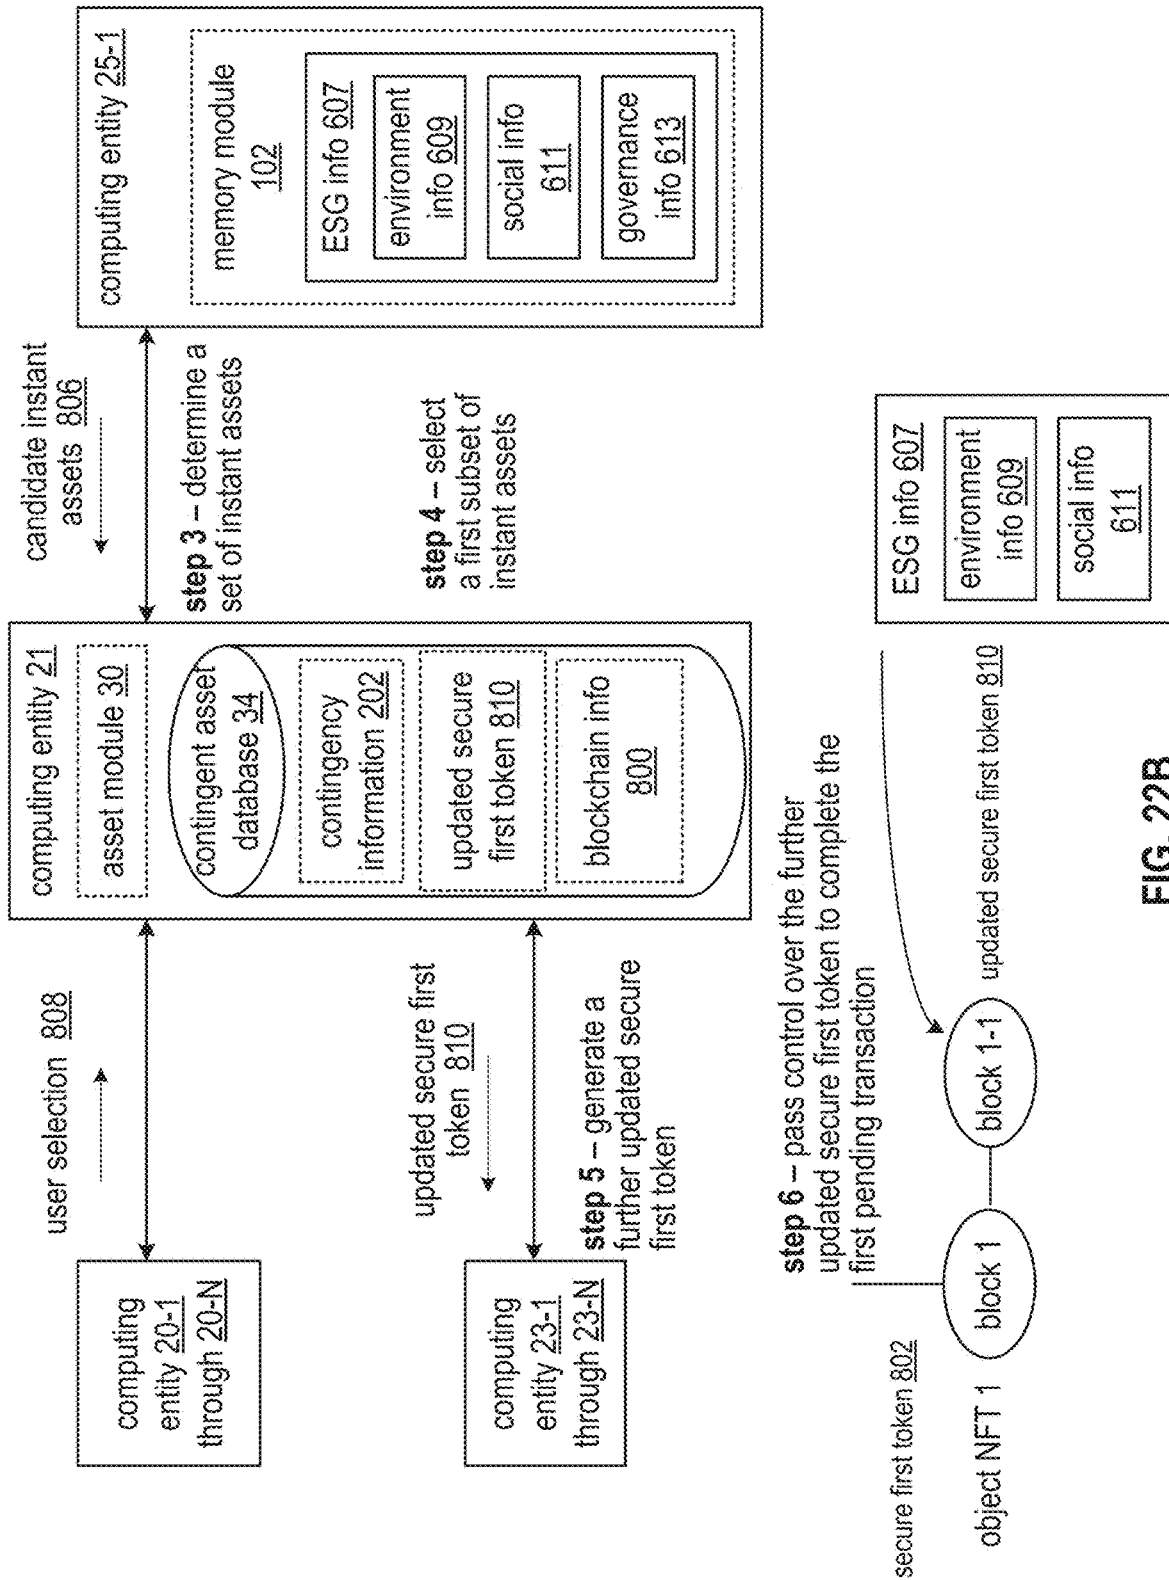 computing
entity 20-1
through 20-N
user selection 808
computing entity 21
asset module 30
contingent asset
database 34
contingency
information 202
updated secure
first token 810
blockchain info
800
candidate instant
assets 806
step 3 – determine a
set of instant assets
step 4 – select
a first subset of
instant assets
computing entity 25-1
memory module
102
ESG info 607
environment
info 609
social info
611
governance
info 613
computing
entity 23-1
through 23-N
updated secure first
token 810
step 5 – generate a
further updated secure
first token
step 6 – pass control over the further
updated secure first token to complete the
first pending transaction
secure first token 802
object NFT 1
block 1
block 1-1
updated secure first token 810
ESG info 607
environment
info 609
social info
611
FIG. 22B